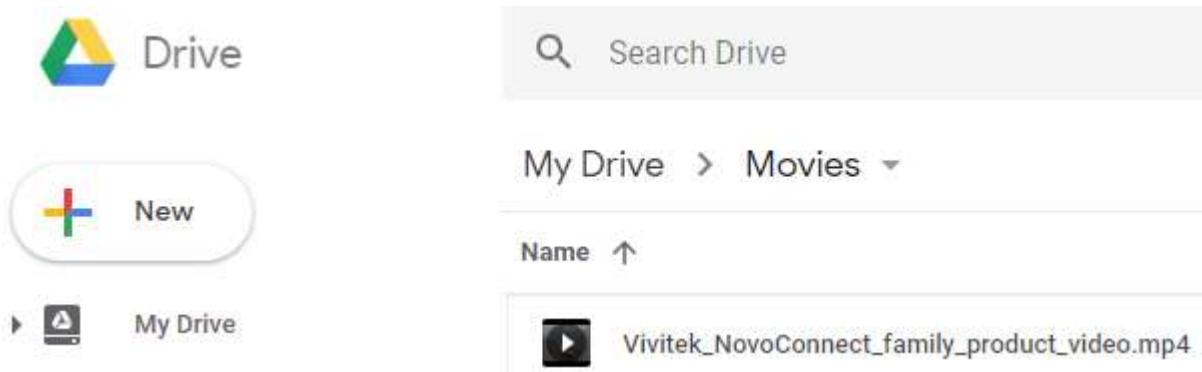 Drive
Search Drive
My Drive > Movies
New
Name ↑
My Drive
Vivitek_NovoConnect_family_product_video.mp4